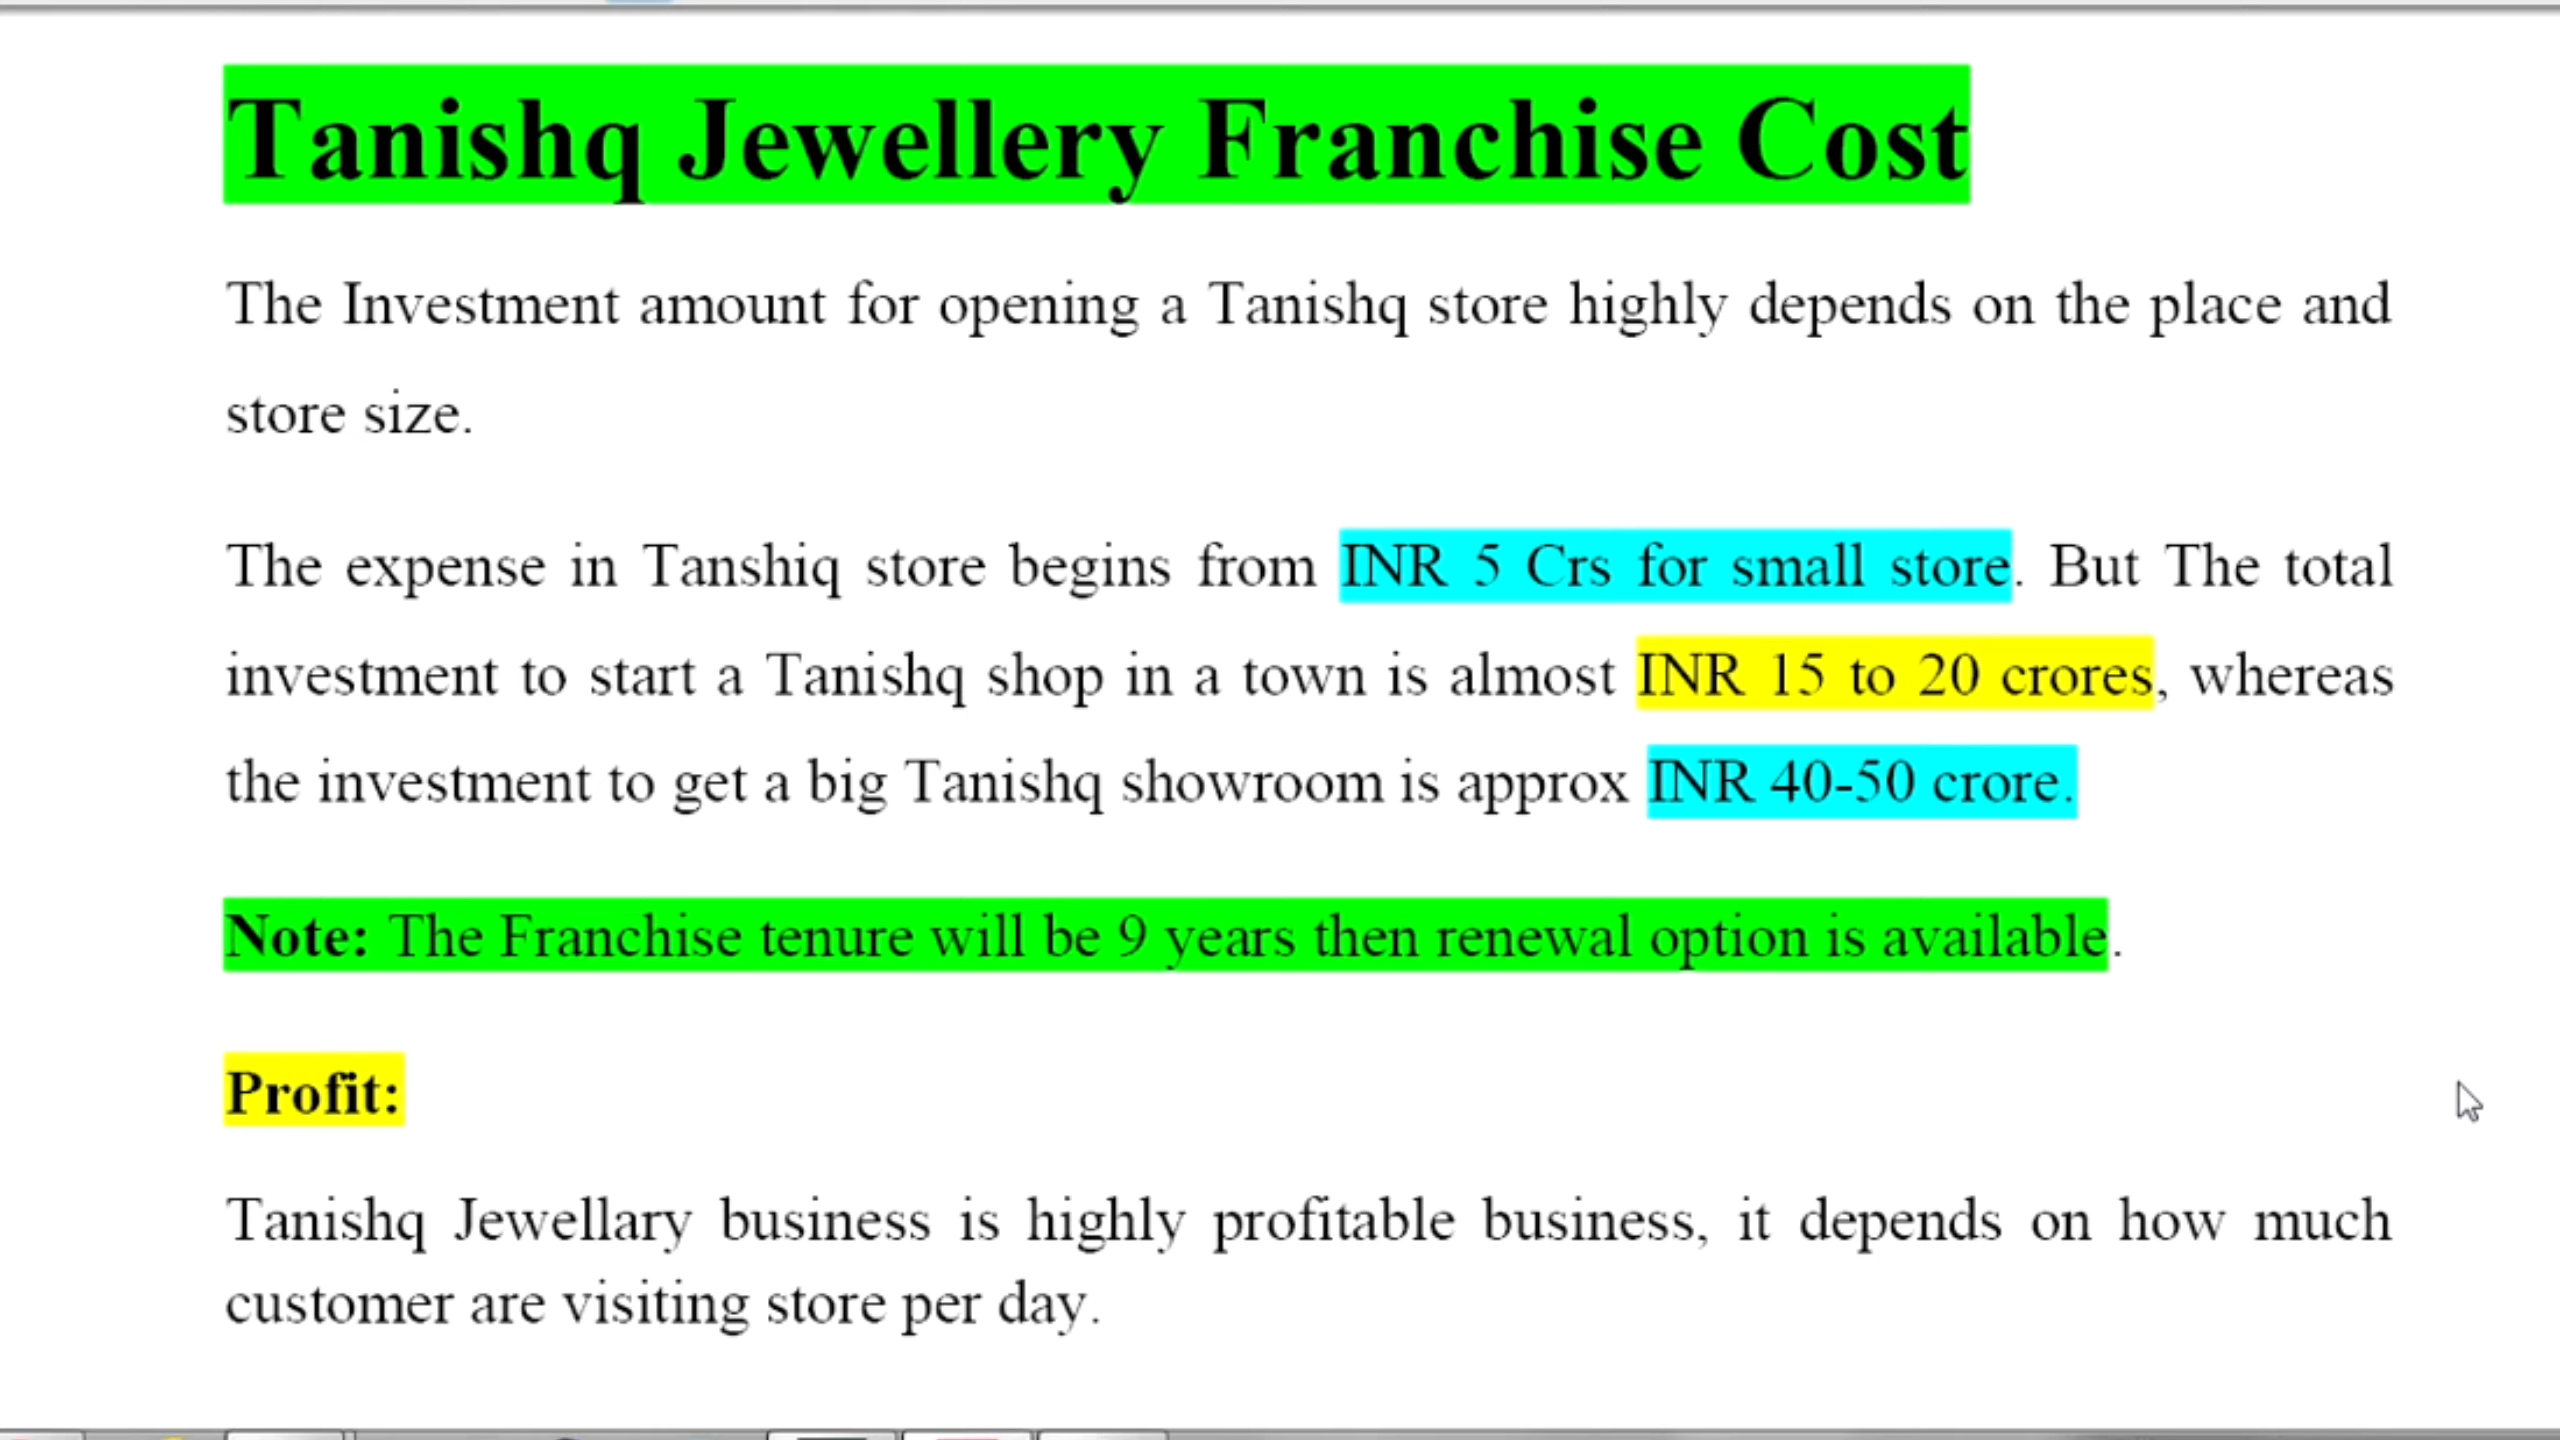 Tanishq Jewellery Franchise Cost
The Investment amount for opening a Tanishq store highly depends on the place and
store size.
The expense in Tanshiq store begins from INR 5 Crs for small store. But The total
investment to start a Tanishq shop in a town is almost INR 15 to 20 crores, whereas
the investment to get a big Tanishq showroom is approx INR 40-50 crore.
Note: The Franchise tenure will be 9 years then renewal option is available.
Profit:
Tanishq Jewellary business is highly profitable business, it depends on how much
customer are visiting store per day.